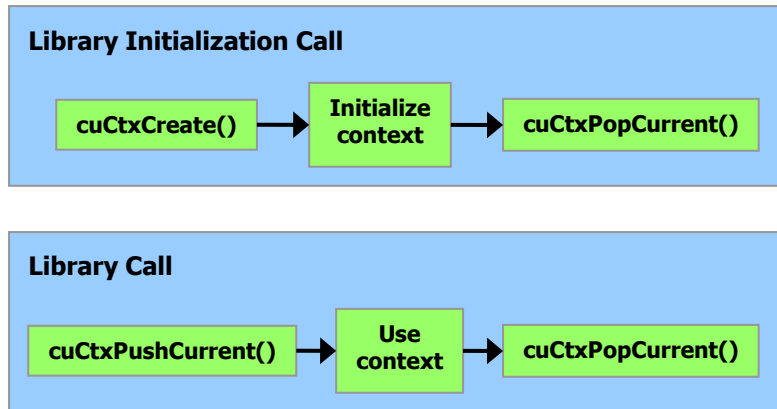 Library Initialization Call
cuCtxCreate()
Initialize
context
cuCtxPopCurrent()
Library Call
cuCtxPushCurrent()
Use
context
cuCtxPopCurrent()